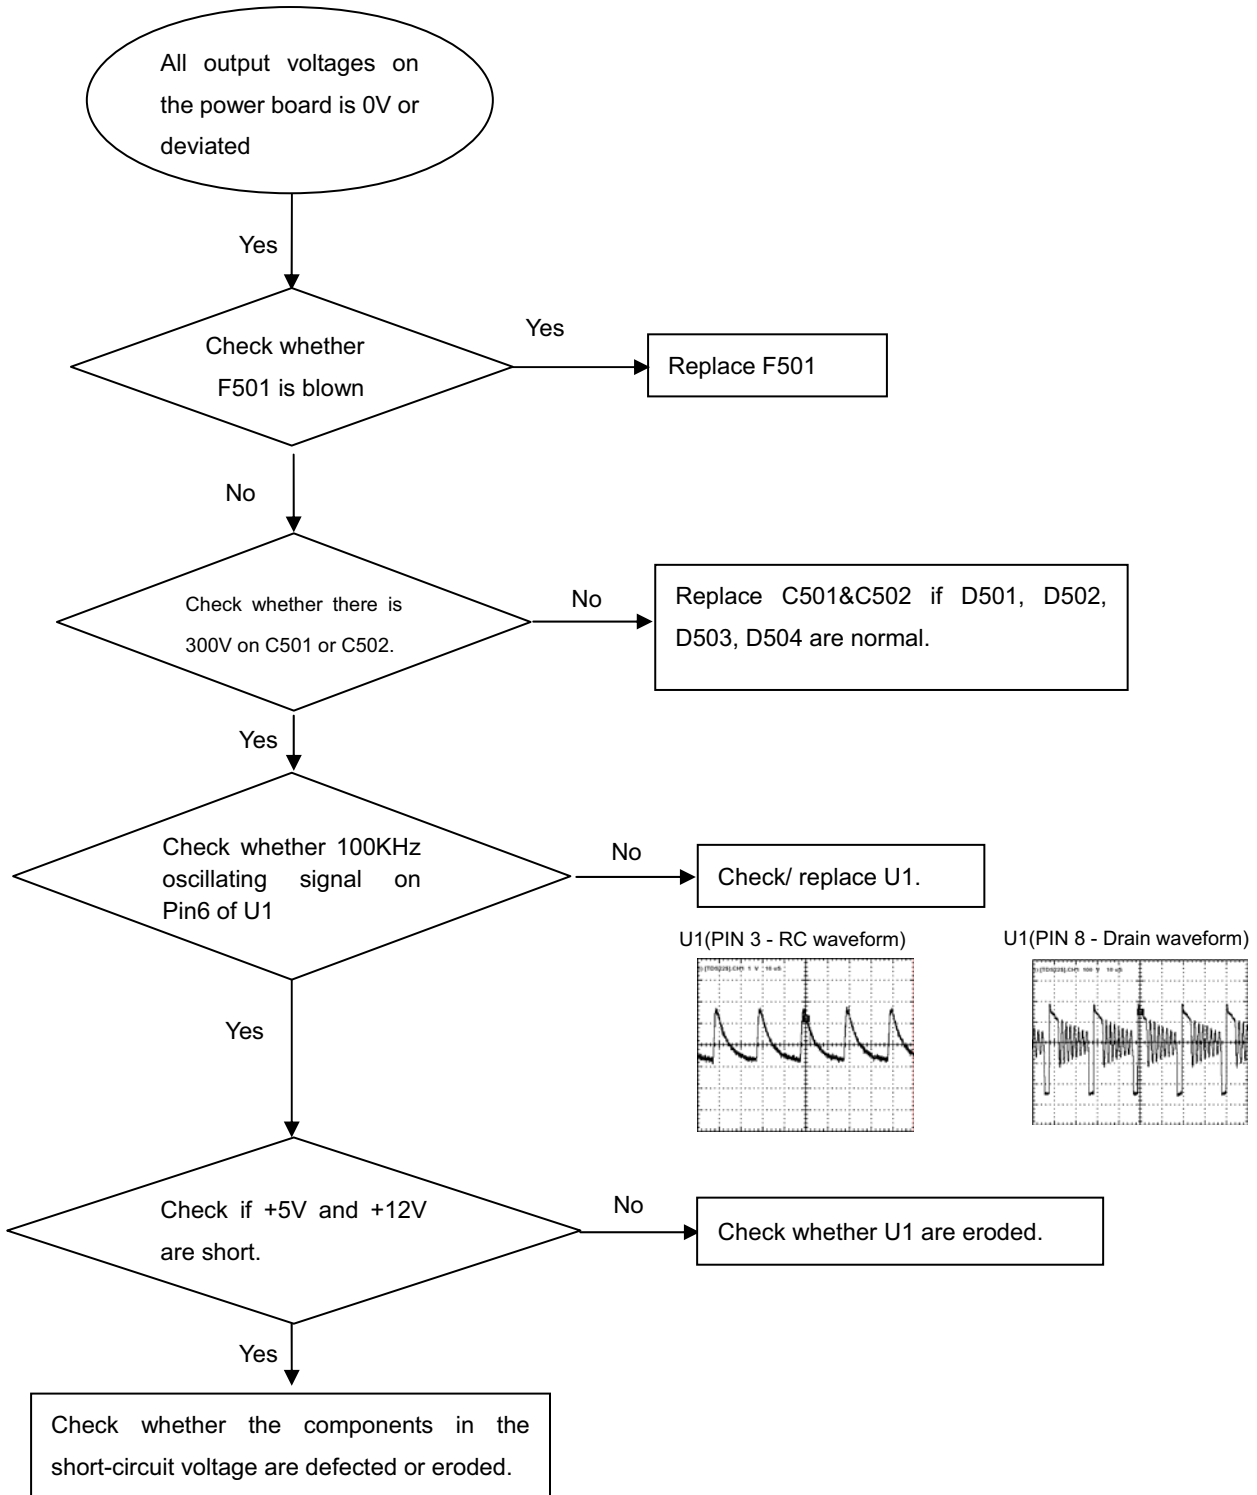 All output voltages on
the power board is 0V or
deviated
Yes
Check whether
F501 is blown
Yes
Replace F501
No
Check whether there is
300V on C501 or C502.
No
Replace C501&C502 if D501, D502,
D503, D504 are normal.
Yes
Check whether 100KHz
oscillating signal on
Pin6 of U1
No
Check/ replace U1.
U1(PIN 3 - RC waveform)
U1(PIN 8 - Drain waveform)
Yes
Check if +5V and +12V
are short.
No
Check whether U1 are eroded.
Yes
Check whether the components in the
short-circuit voltage are defected or eroded.